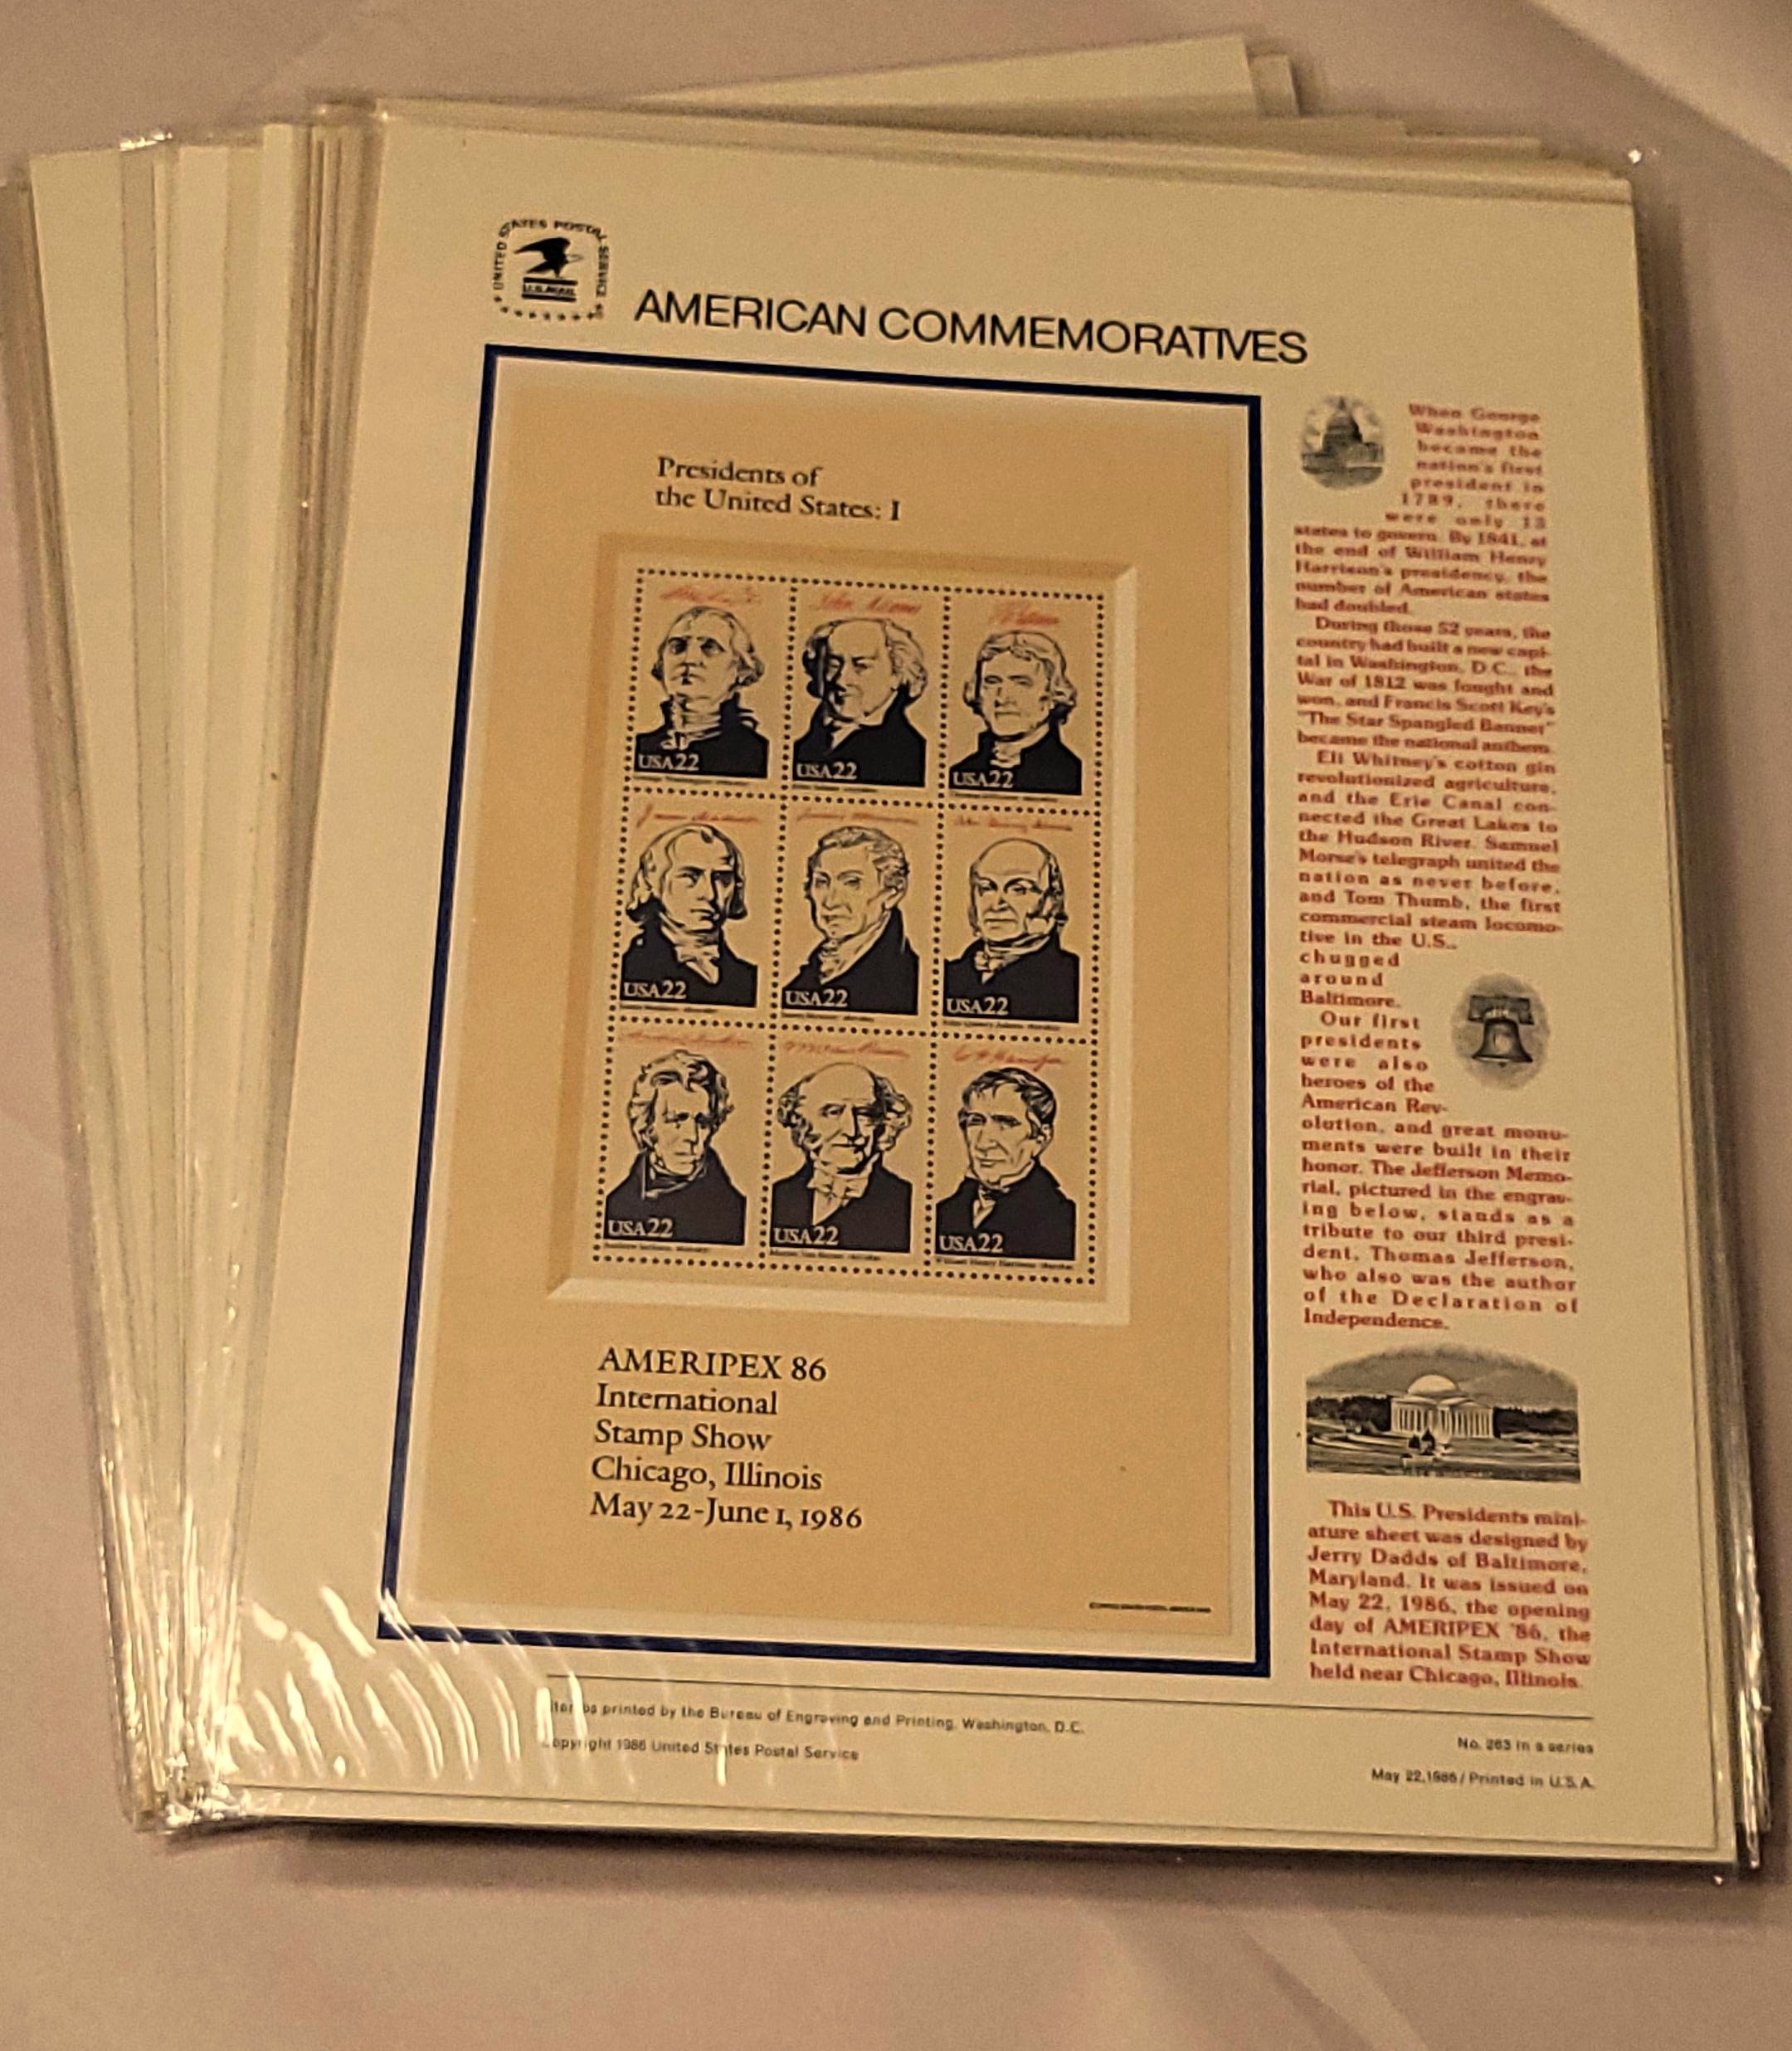 UNITED STATES POSTAL SERVICE
U.S.MAIL
AMERICAN COMMEMORATIVES
Presidents of
the United States: I
John Adams
USA22
USA22
USA22
USA22
USA22
USA22
USA22
USA22
USA22
AMERIPEX 86
International
Stamp Show
Chicago, Illinois
May 22-June 1, 1986
When George
Washington
became the
nation's first
president in
1789, there
were only 13
states to govern. By 1841, at
the end of William Henry
Harrison's presidency, the
number of American states
had doubled.
During those 52 years, the
country had built a new capi-
tal in Washington, D.C., the
War of 1812 was fought and
won, and Francis Scott Key's
"The Star Spangled Banner"
became the national anthem.
Eli Whitney's cotton gin
revolutionized agriculture,
and the Erie Canal con-
nected the Great Lakes to
the Hudson River. Samuel
Morse's telegraph united the
nation as never before,
and Tom Thumb, the first
commercial steam locomo-
tive in the U.S.,
chugged
around
Baltimore.
Our first
presidents
were also
heroes of the
American Rev-
olution, and great monu-
ments were built in their
honor. The Jefferson Memo-
rial, pictured in the engrav-
ing below, stands as a
tribute to our third presi-
dent, Thomas Jefferson,
who also was the author
of the Declaration of
Independence.
This U.S. Presidents mini-
ature sheet was designed by
Jerry Dadds of Baltimore,
Maryland. It was issued on
May 22, 1986, the opening
day of AMERIPEX '86, the
International Stamp Show
held near Chicago, Illinois.
printed by the Bureau of Engraving and Printing, Washington, D.C.
Copyright 1986 United States Postal Service
No. 263 in a series
May 22, 1986 / Printed in U.S.A.